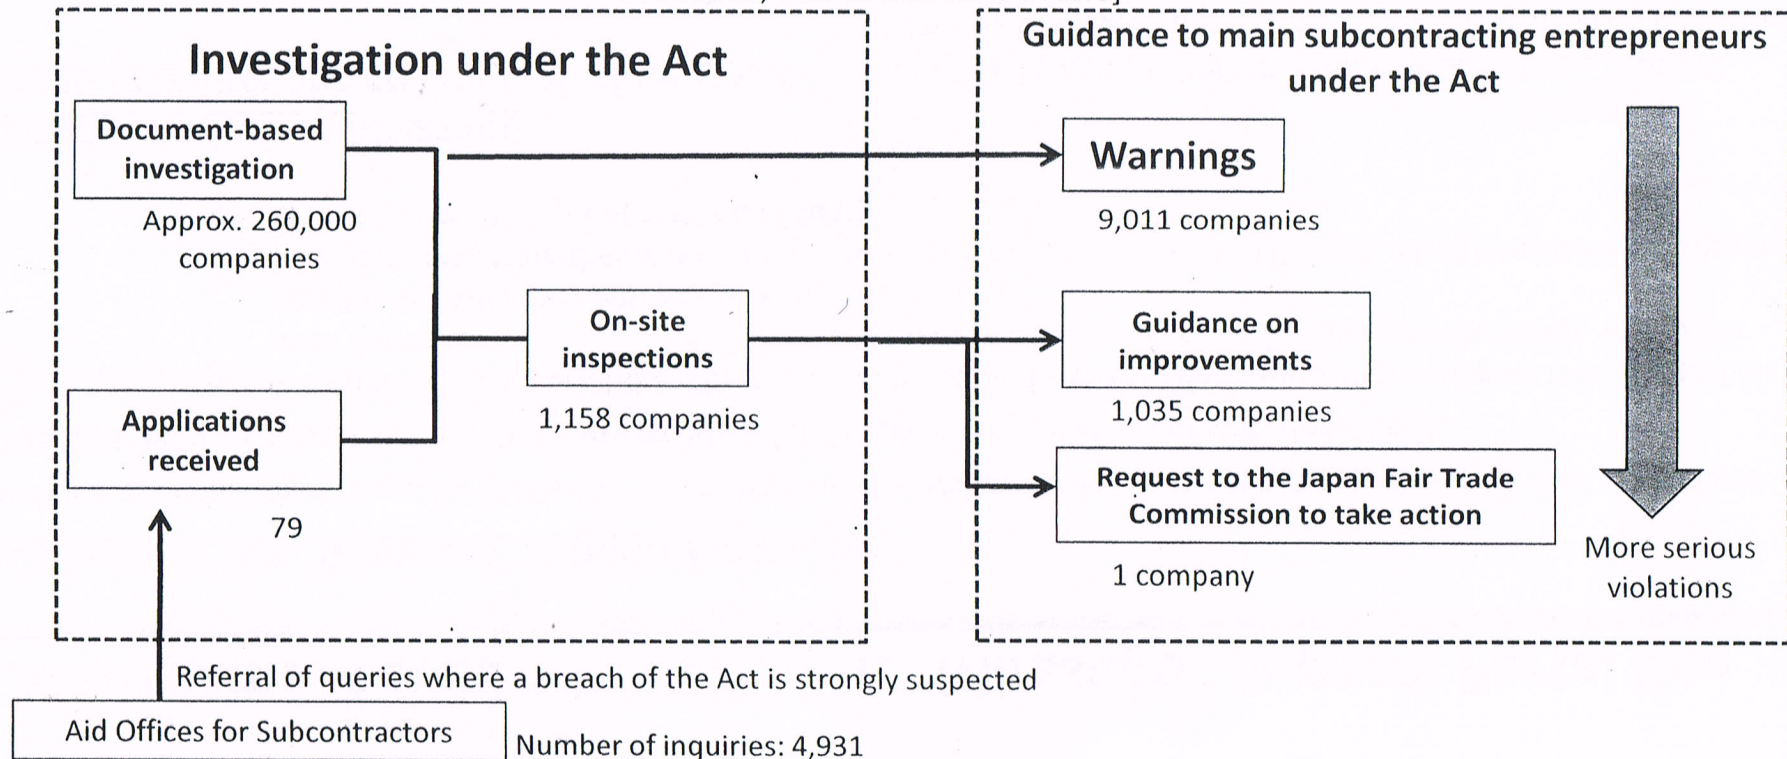 Investigation under the Act
Document-based
investigation
Approx. 260,000
companies
Applications
received
79
On-site
inspections
1,158 companies
Guidance to main subcontracting entrepreneurs
under the Act
Warnings
9,011 companies
Guidance on
improvements
1,035 companies
Request to the Japan Fair Trade
Commission to take action
1 company
More serious
violations
Referral of queries where a breach of the Act is strongly suspected
Aid Offices for Subcontractors
Number of inquiries: 4,931